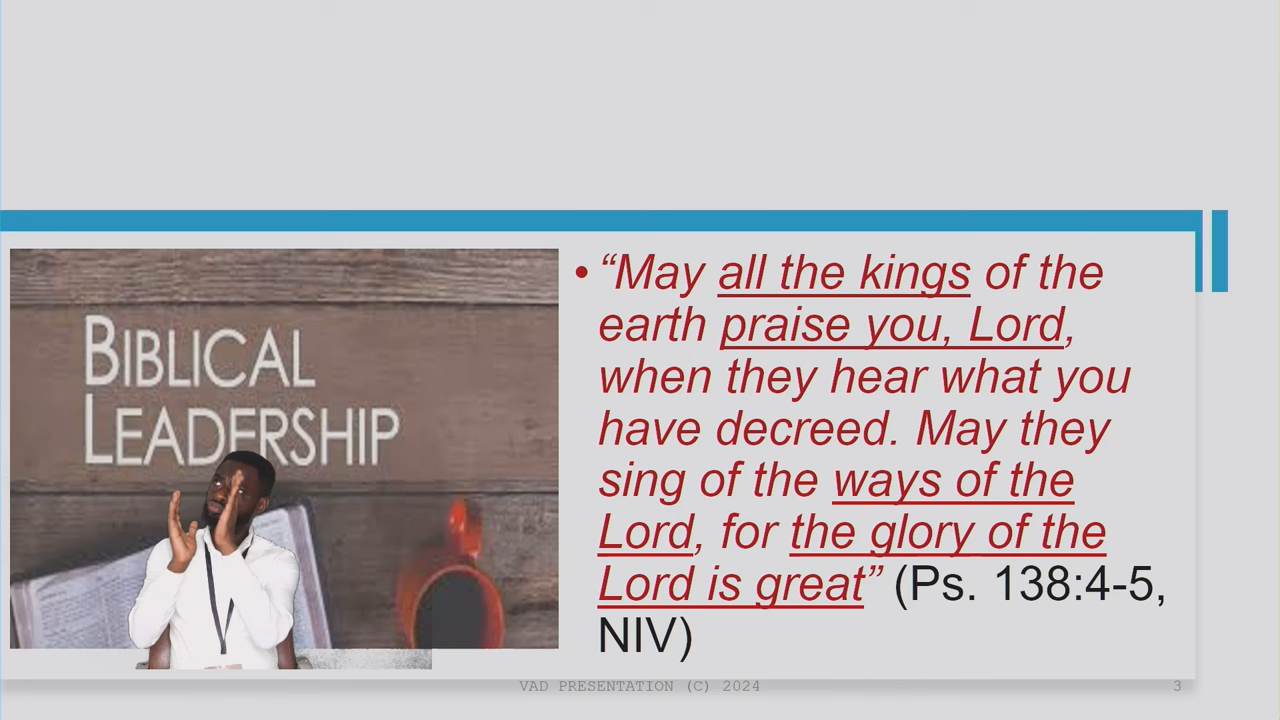 BIBLICAL
LEADERSHIP
• “May all the kings of the
earth praise you, Lord,
when they hear what you
have decreed. May they
sing of the ways of the
Lord, for the glory of the
Lord is great” (Ps. 138:4-5,
NIV)
VAD PRESENTATION (C) 2024
3